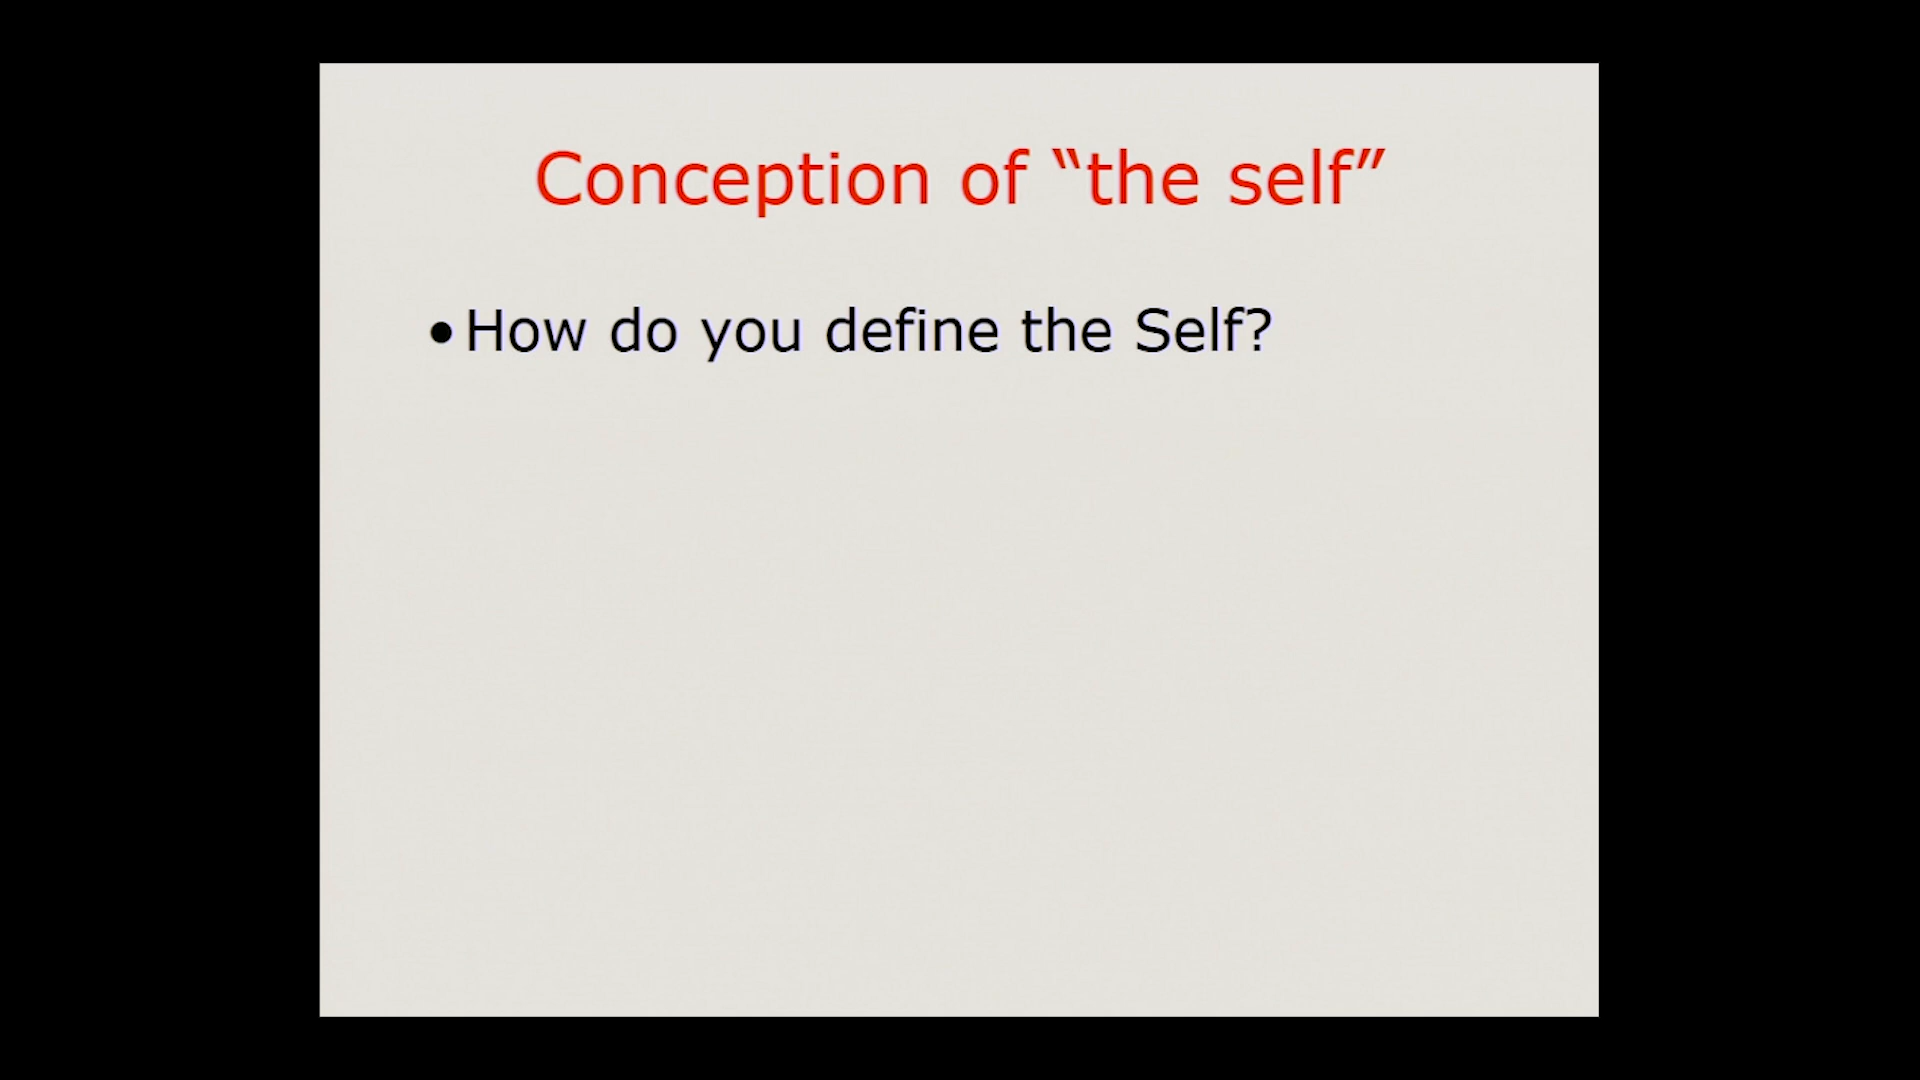 Conception of “the self”
•How do you define the Self?